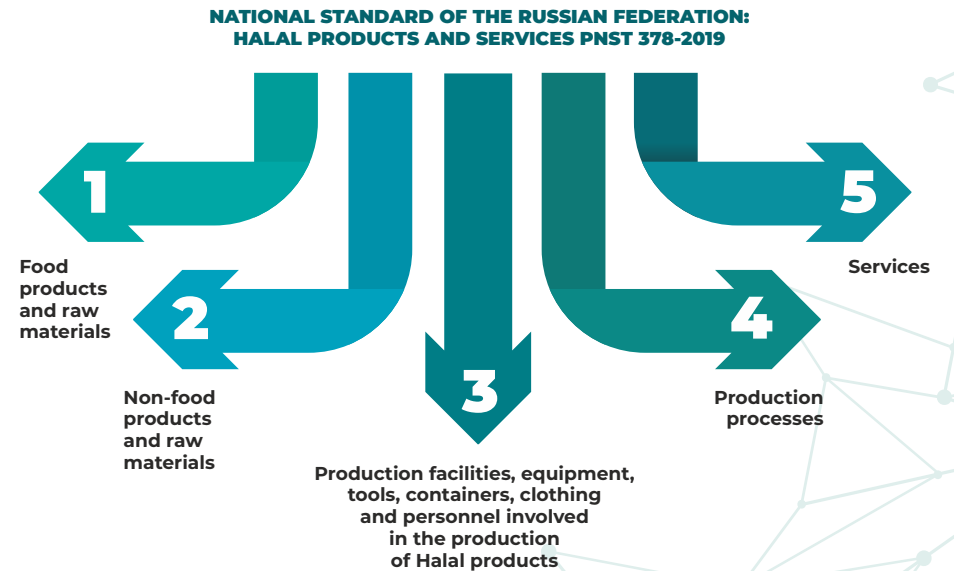 NATIONAL STANDARD OF THE RUSSIAN FEDERATION:
HALAL PRODUCTS AND SERVICES PNST 378-2019
1
Food
products
and raw
materials
2
Non-food
products
and raw
materials
3
Production facilities, equipment,
tools, containers, clothing
and personnel involved
in the production
of Halal products
4
Production
processes
5
Services